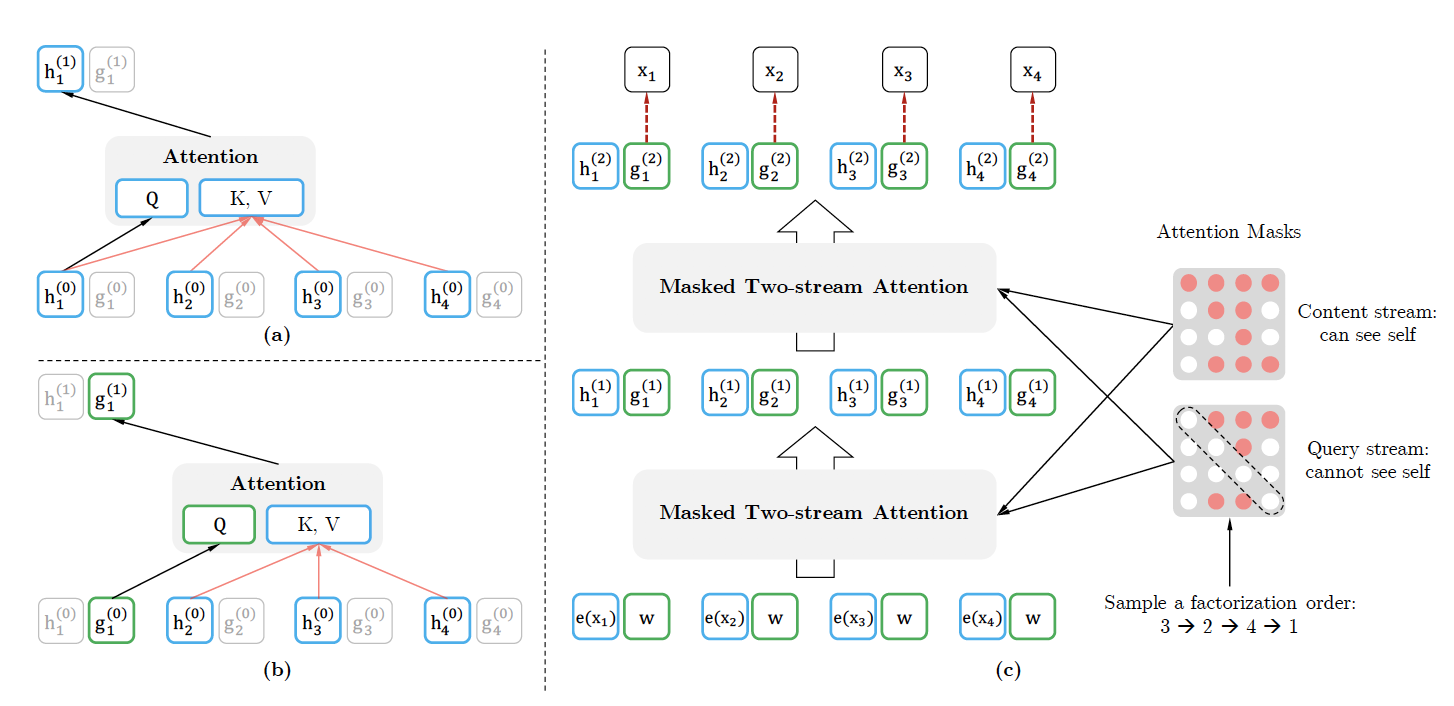 h₁⁽¹⁾ g₁⁽¹⁾
Attention
Q K, V
h₁⁽⁰⁾ g₁⁽⁰⁾ h₂⁽⁰⁾ g₂⁽⁰⁾ h₃⁽⁰⁾ g₃⁽⁰⁾ h₄⁽⁰⁾ g₄⁽⁰⁾
(a)
h₁⁽¹⁾ g₁⁽¹⁾
Attention
Q K, V
h₁⁽⁰⁾ g₁⁽⁰⁾ h₂⁽⁰⁾ g₂⁽⁰⁾ h₃⁽⁰⁾ g₃⁽⁰⁾ h₄⁽⁰⁾ g₄⁽⁰⁾
(b)
x₁ x₂ x₃ x₄
h₁⁽²⁾ g₁⁽²⁾ h₂⁽²⁾ g₂⁽²⁾ h₃⁽²⁾ g₃⁽²⁾ h₄⁽²⁾ g₄⁽²⁾
Masked Two-stream Attention
h₁⁽¹⁾ g₁⁽¹⁾ h₂⁽¹⁾ g₂⁽¹⁾ h₃⁽¹⁾ g₃⁽¹⁾ h₄⁽¹⁾ g₄⁽¹⁾
Masked Two-stream Attention
e(x₁) w e(x₂) w e(x₃) w e(x₄) w
Attention Masks
Content stream:
can see self
Query stream:
cannot see self
Sample a factorization order:
3 → 2 → 4 → 1
(c)